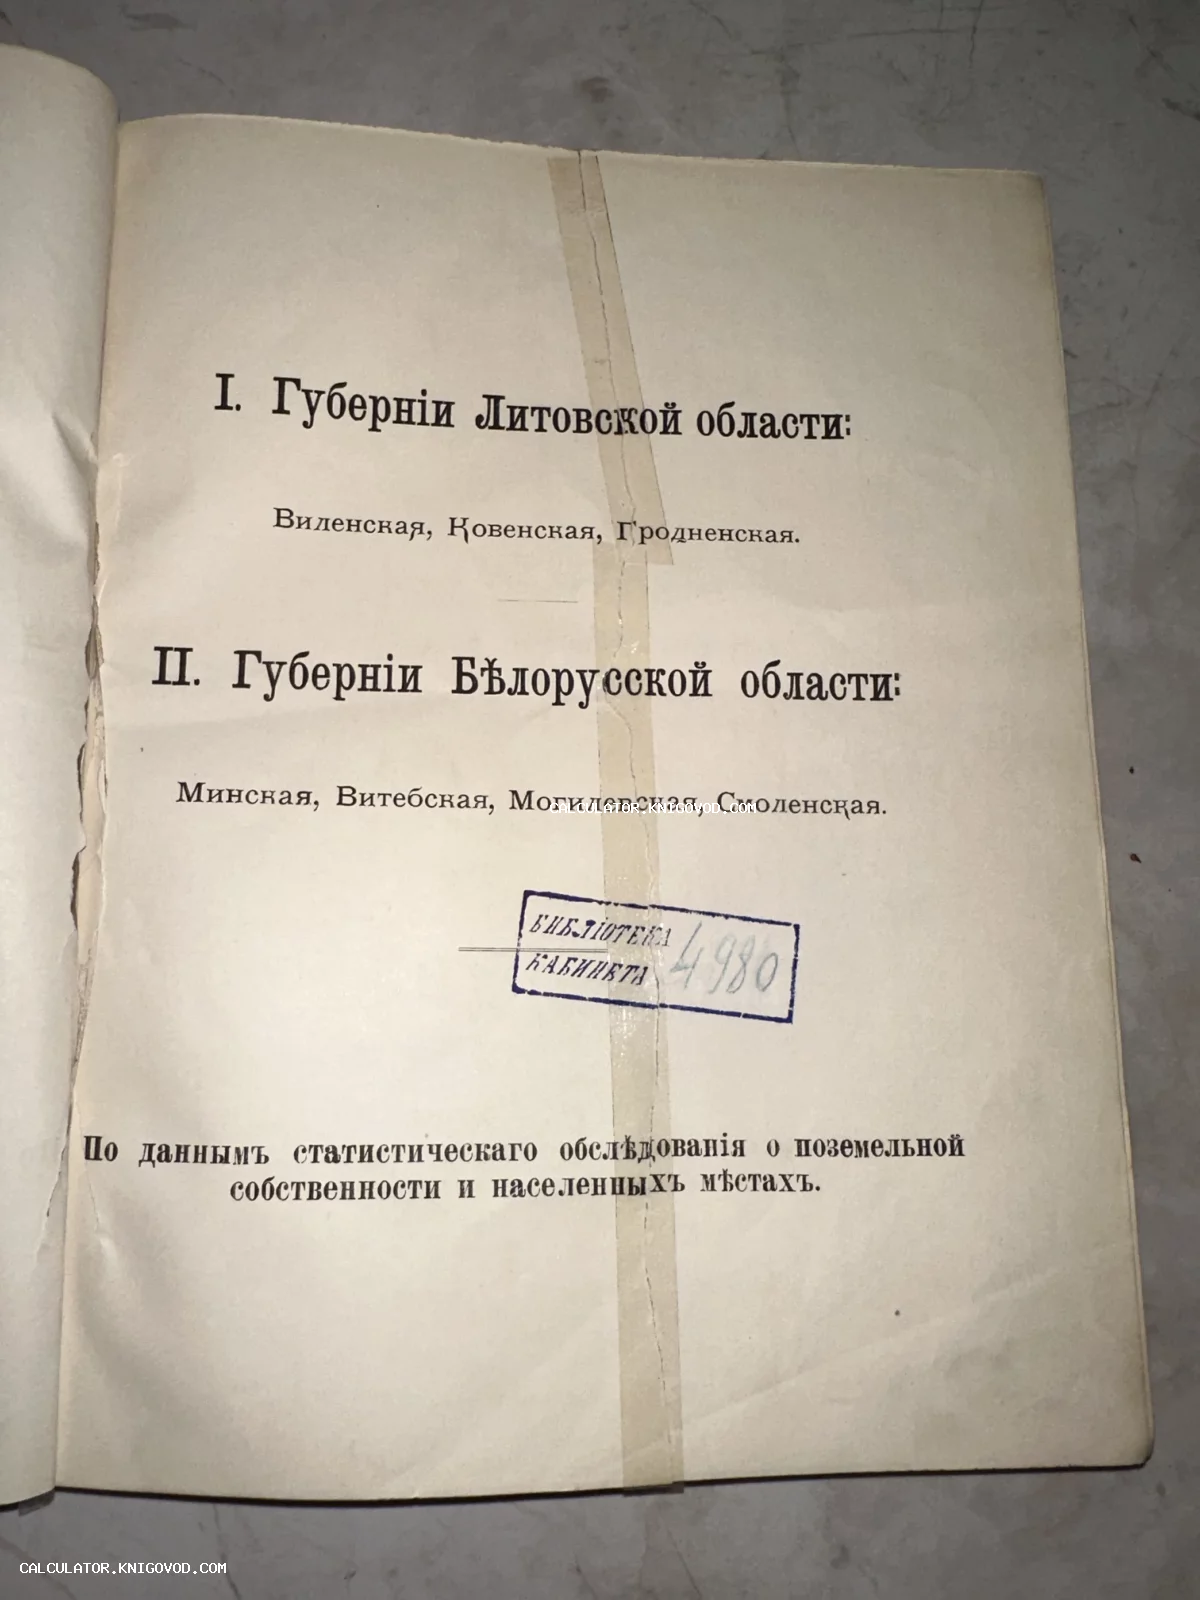 I. Губерніи Литовской области:
Виленская, Ковенская, Гродненская.
II. Губерніи Бѣлорусской области:
Минская, Витебская, Могилевская, Смоленская.
CALCULATOR.KNIGOVOD.COM
БИБЛІОТЕКА
КАБИНЕТА
4980
По даннымъ статистическаго обслѣдованія о поземельной
собственности и населенныхъ мѣстахъ.
CALCULATOR.KNIGOVOD.COM